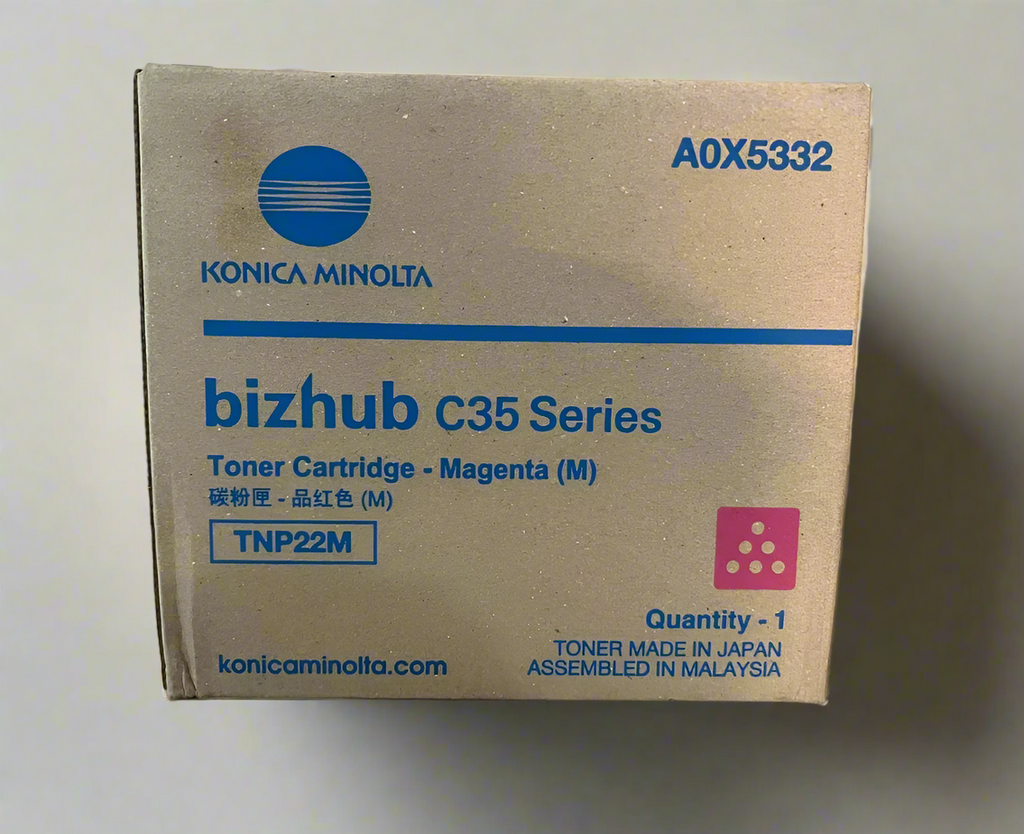 A0X5332
KONICA MINOLTA
bizhub C35 Series
Toner Cartridge - Magenta (M)
碳粉匣 - 品红色 (M)
TNP22M
Quantity - 1
TONER MADE IN JAPAN
ASSEMBLED IN MALAYSIA
konicaminolta.com